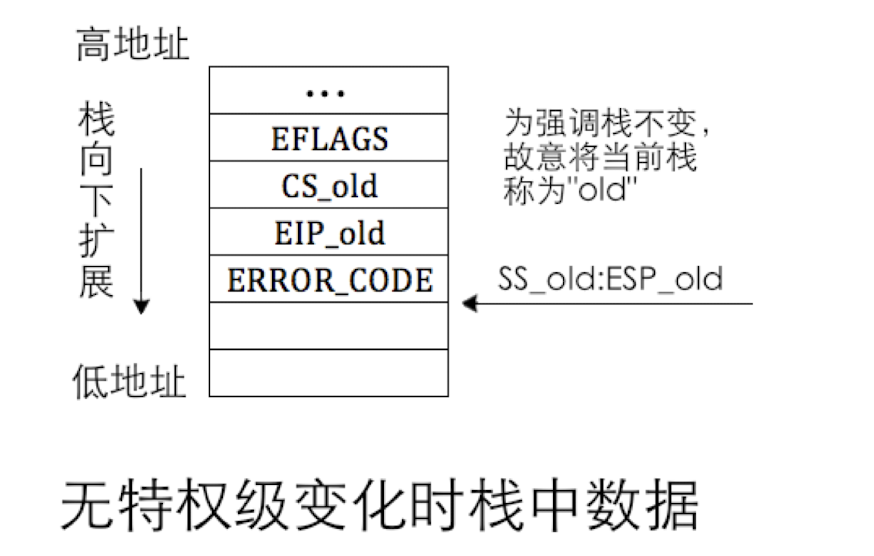 高地址
栈向下扩展
...
EFLAGS
CS_old
EIP_old
ERROR_CODE
低地址
为强调栈不变，
故意将当前栈
称为"old"
SS_old:ESP_old
无特权级变化时栈中数据